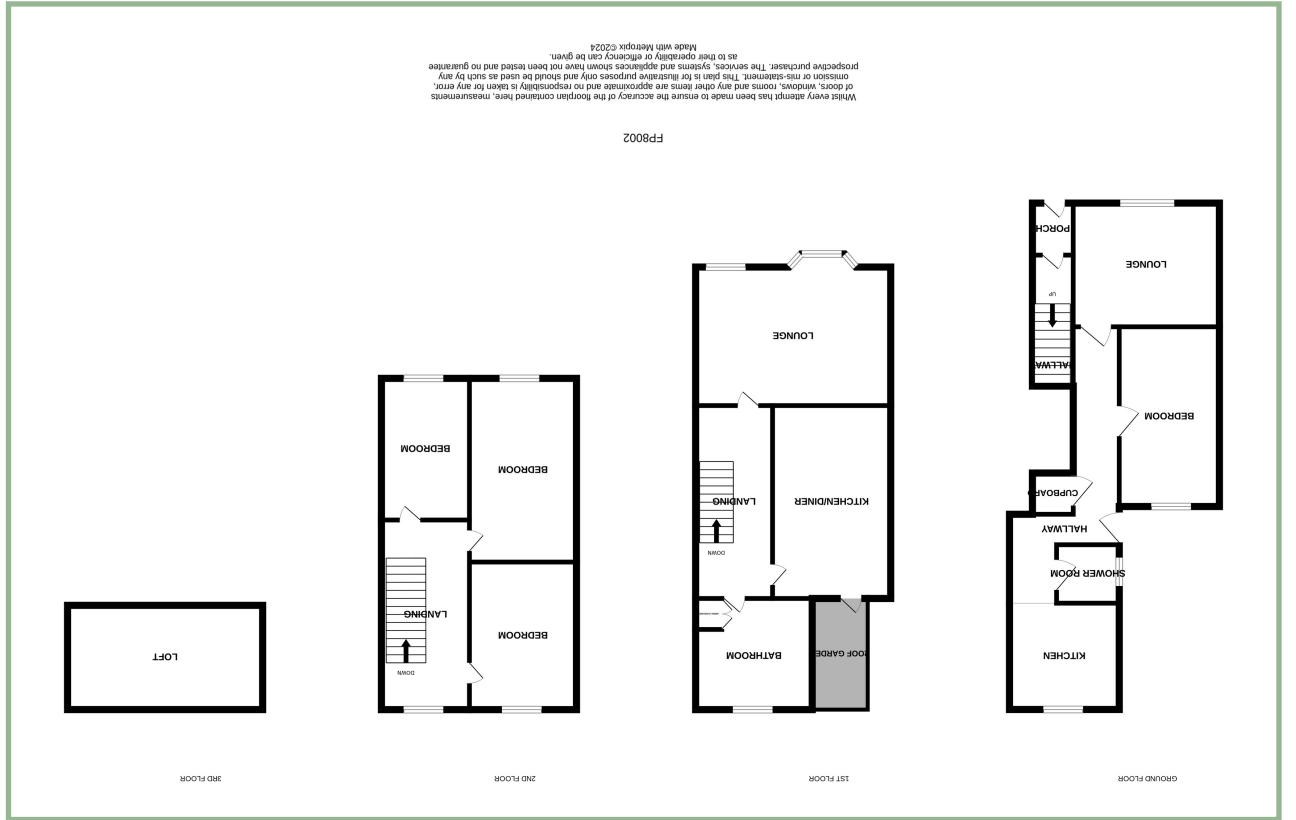 GROUND FLOOR
1ST FLOOR
2ND FLOOR
3RD FLOOR
KITCHEN
SHOWER ROOM
HALLWAY
CUPBOARD
BEDROOM
HALLWAY
UP
LOUNGE
PORCH
BATHROOM
ROOF GARDE
DOWN
LANDING
KITCHEN/DINER
LOUNGE
DOWN
BEDROOM
LANDING
BEDROOM
BEDROOM
LOFT
FP8002
Whilst every attempt has been made to ensure the accuracy of the floorplan contained here, measurements
of doors, windows, rooms and any other items are approximate and no responsibility is taken for any error,
omission or mis-statement. This plan is for illustrative purposes only and should be used as such by any
prospective purchaser. The services, systems and appliances shown have not been tested and no guarantee
as to their operability or efficiency can be given.
Made with Metropix ©2024